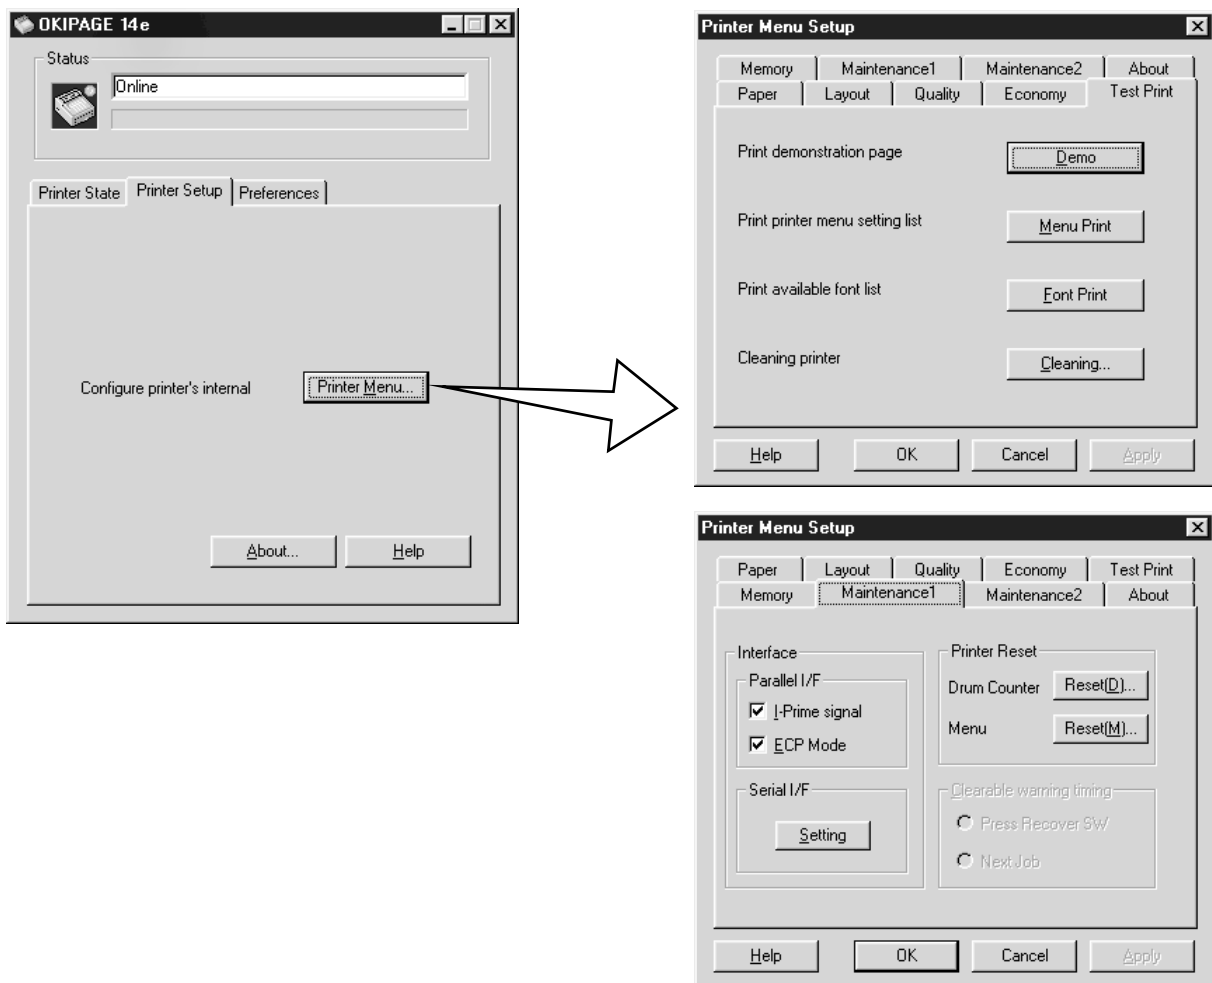 OKIPAGE 14e
Status
Online
Printer State Printer Setup Preferences
Configure printer's internal Printer Menu...
About... Help
Printer Menu Setup
Memory Maintenance1 Maintenance2 About
Paper Layout Quality Economy Test Print
Print demonstration page Demo
Print printer menu setting list Menu Print
Print available font list Font Print
Cleaning printer Cleaning...
Help OK Cancel Apply
Printer Menu Setup
Paper Layout Quality Economy Test Print
Memory Maintenance1 Maintenance2 About
Interface
Parallel I/F
I-Prime signal
ECP Mode
Serial I/F
Setting
Printer Reset
Drum Counter Reset(D)...
Menu Reset(M)...
Clearable warning timing
Press Recover SW
Next Job
Help OK Cancel Apply